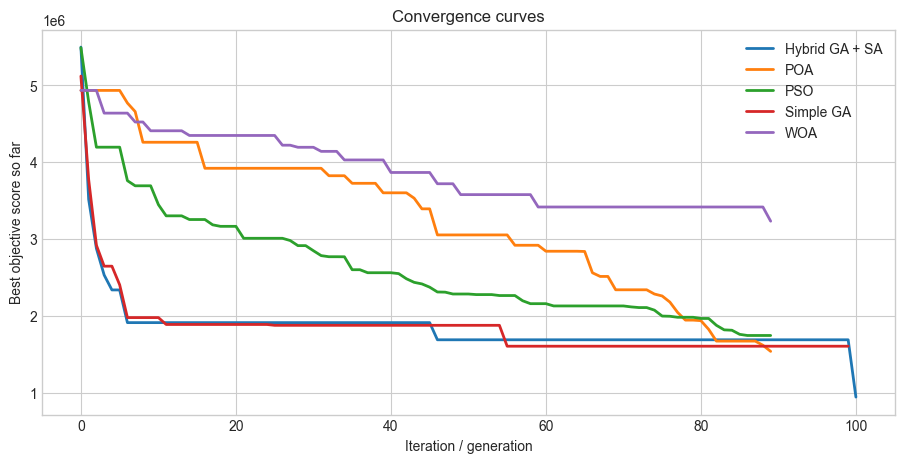 Convergence curves
1e6
Hybrid GA + SA
POA
PSO
Simple GA
WOA
5
4
3
2
1
Best objective score so far
0
20
40
60
80
100
Iteration / generation